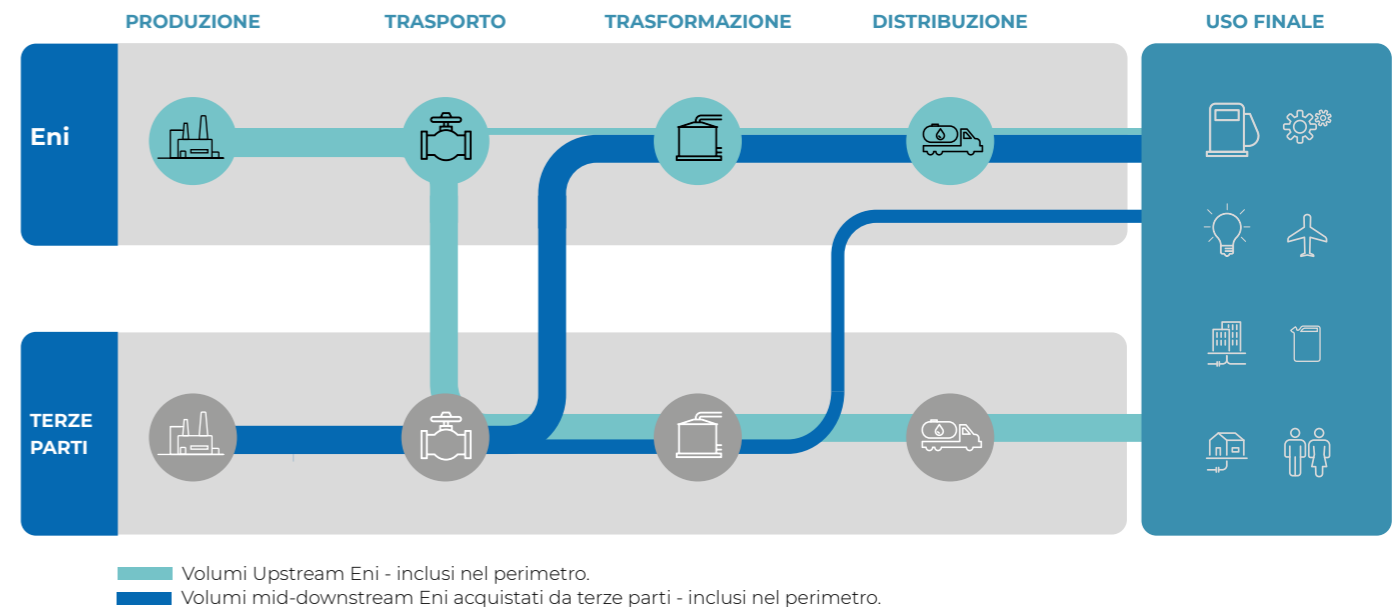 PRODUZIONE
TRASPORTO
TRASFORMAZIONE
DISTRIBUZIONE
USO FINALE
Eni
TERZE
PARTI
Volumi Upstream Eni - inclusi nel perimetro.
Volumi mid-downstream Eni acquistati da terze parti - inclusi nel perimetro.